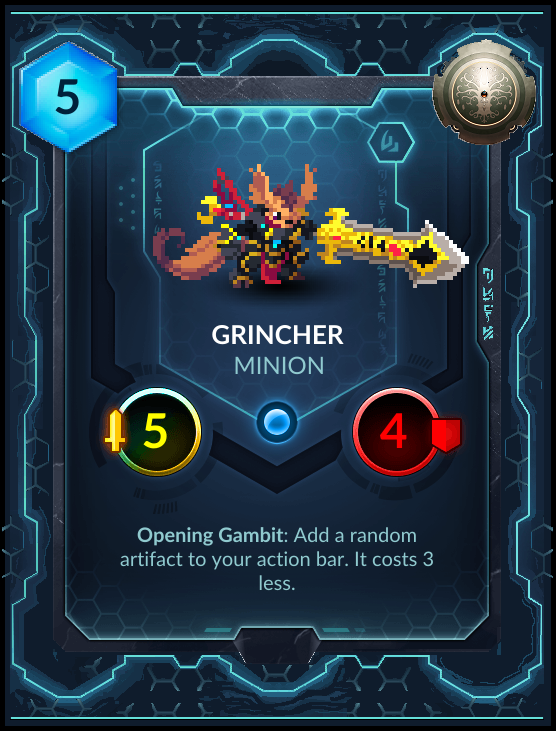 5
GRINCHER
MINION
5
4
Opening Gambit: Add a random
artifact to your action bar. It costs 3
less.